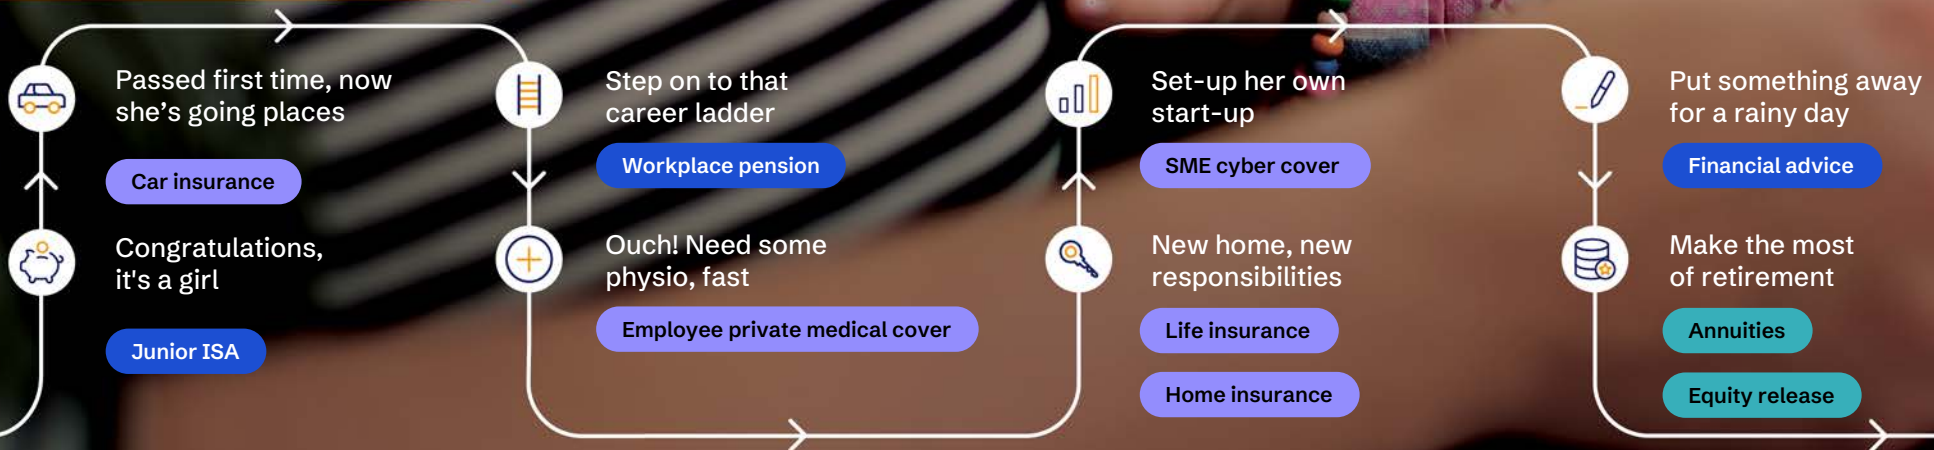 Passed first time, now
she’s going places
Car insurance
Congratulations,
it's a girl
Junior ISA
Step on to that
career ladder
Workplace pension
Ouch! Need some
physio, fast
Employee private medical cover
Set-up her own
start-up
SME cyber cover
New home, new
responsibilities
Life insurance
Home insurance
Put something away
for a rainy day
Financial advice
Make the most
of retirement
Annuities
Equity release